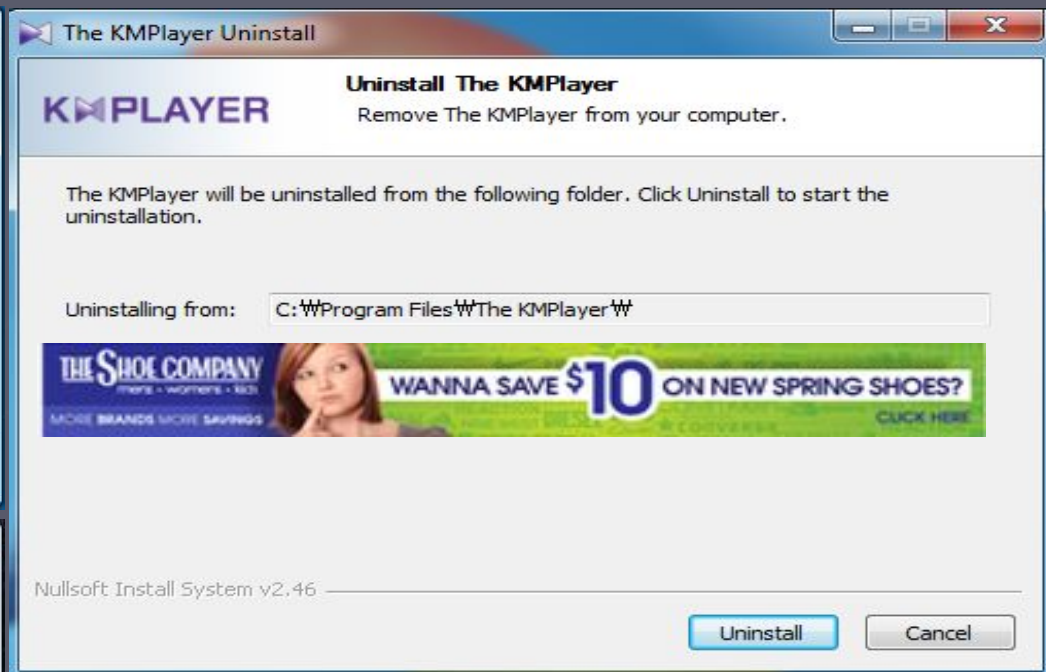 The KMPlayer Uninstall
KMPLAYER
Uninstall The KMPlayer
Remove The KMPlayer from your computer.
The KMPlayer will be uninstalled from the following folder. Click Uninstall to start the
uninstallation.
Uninstalling from: C:₩Program Files₩The KMPlayer₩
THE SHOE COMPANY
mens - womens - kids
MORE BRANDS MORE SAVINGS
WANNA SAVE $10 ON NEW SPRING SHOES?
CLICK HERE
Nullsoft Install System v2.46
Uninstall Cancel